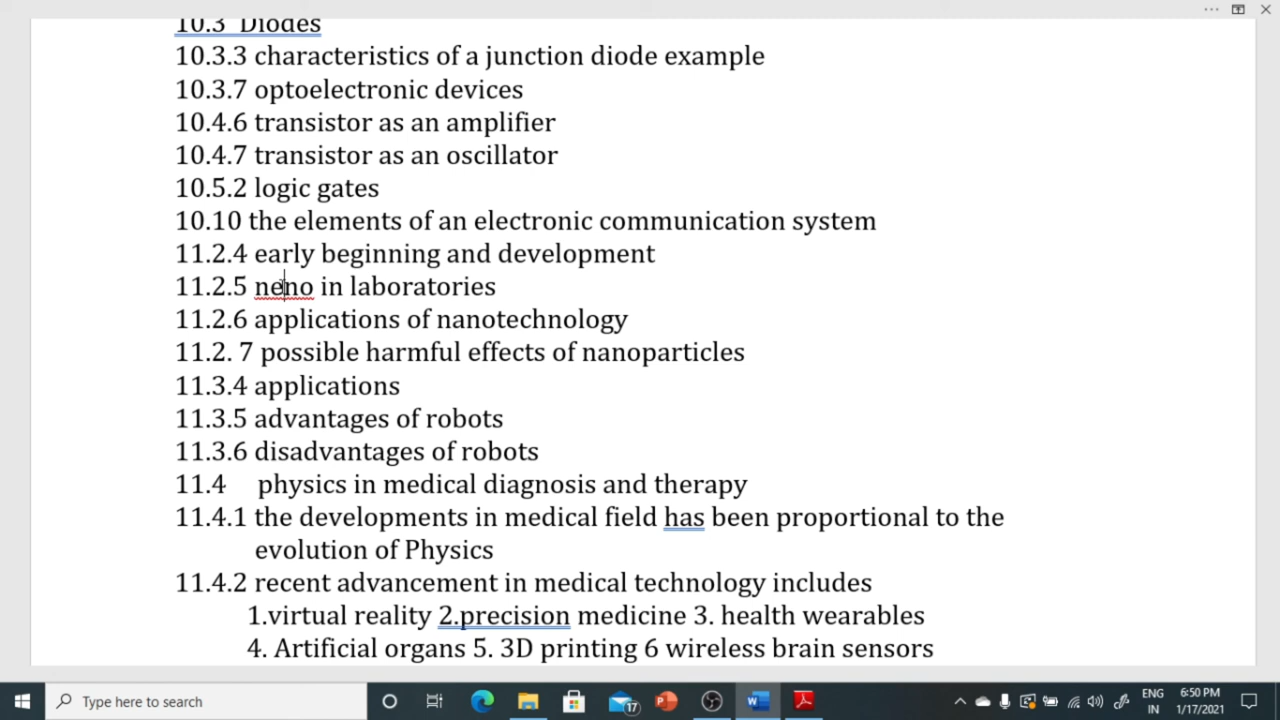 10.3 Diodes
10.3.3 characteristics of a junction diode example
10.3.7 optoelectronic devices
10.4.6 transistor as an amplifier
10.4.7 transistor as an oscillator
10.5.2 logic gates
10.10 the elements of an electronic communication system
11.2.4 early beginning and development
11.2.5 neno in laboratories
11.2.6 applications of nanotechnology
11.2. 7 possible harmful effects of nanoparticles
11.3.4 applications
11.3.5 advantages of robots
11.3.6 disadvantages of robots
11.4 physics in medical diagnosis and therapy
11.4.1 the developments in medical field has been proportional to the
evolution of Physics
11.4.2 recent advancement in medical technology includes
1.virtual reality 2.precision medicine 3. health wearables
4. Artificial organs 5. 3D printing 6 wireless brain sensors
Type here to search
17
ENG
IN
6:50 PM
1/17/2021